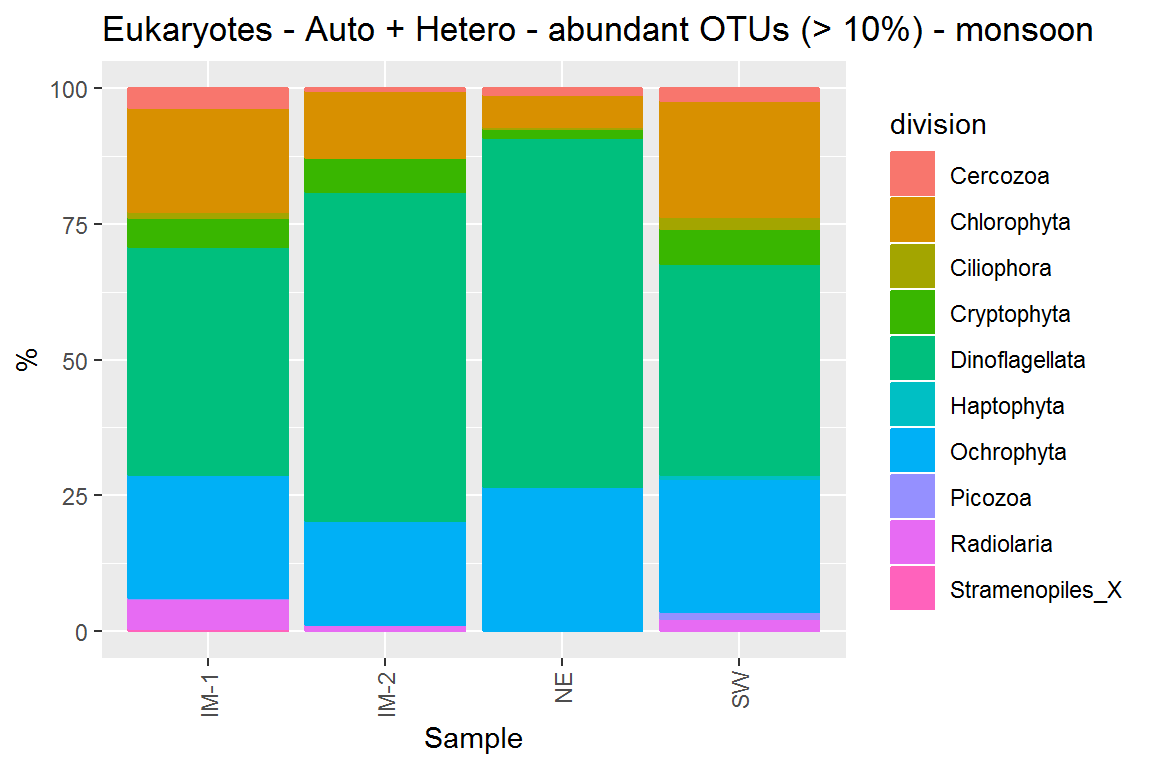 Eukaryotes - Auto + Hetero - abundant OTUs (> 10%) - monsoon
100
75
50
25
0
%
IM-1
IM-2
NE
SW
Sample
division
Cercozoa
Chlorophyta
Ciliophora
Cryptophyta
Dinoflagellata
Haptophyta
Ochrophyta
Picozoa
Radiolaria
Stramenopiles_X